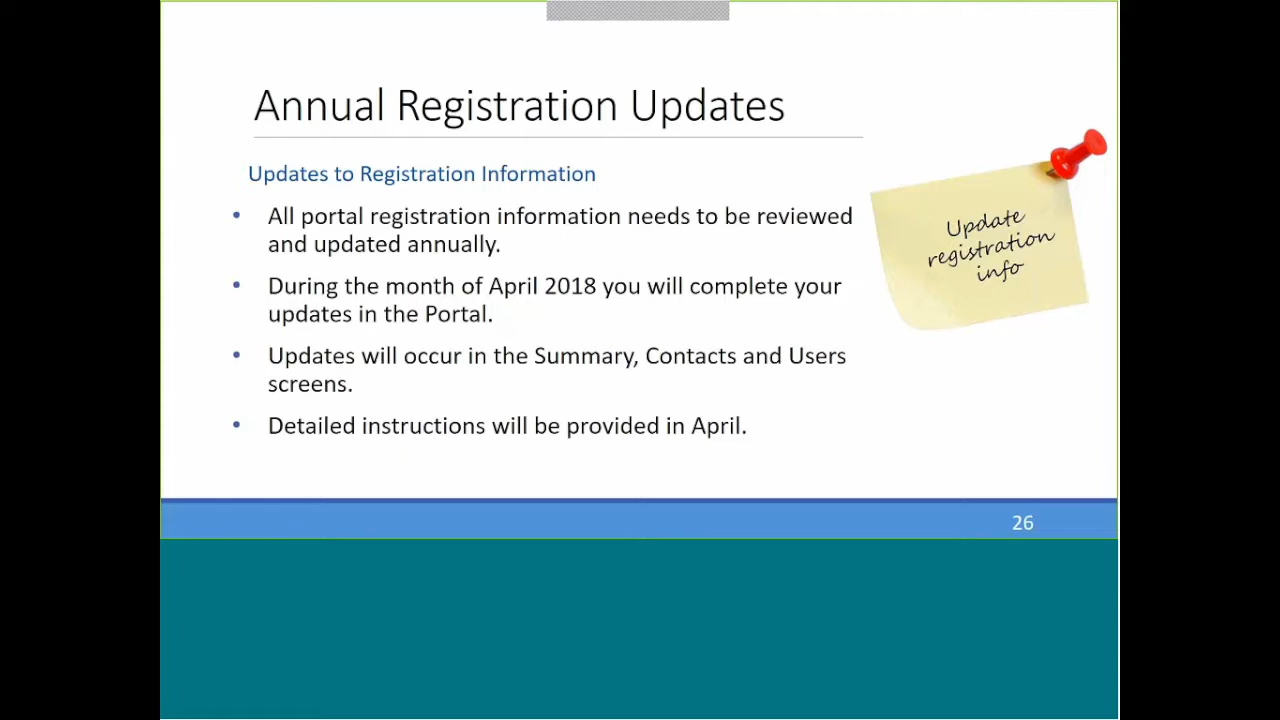 Annual Registration Updates
Updates to Registration Information
• All portal registration information needs to be reviewed
and updated annually.
• During the month of April 2018 you will complete your
updates in the Portal.
• Updates will occur in the Summary, Contacts and Users
screens.
• Detailed instructions will be provided in April.
Update
registration
info
26